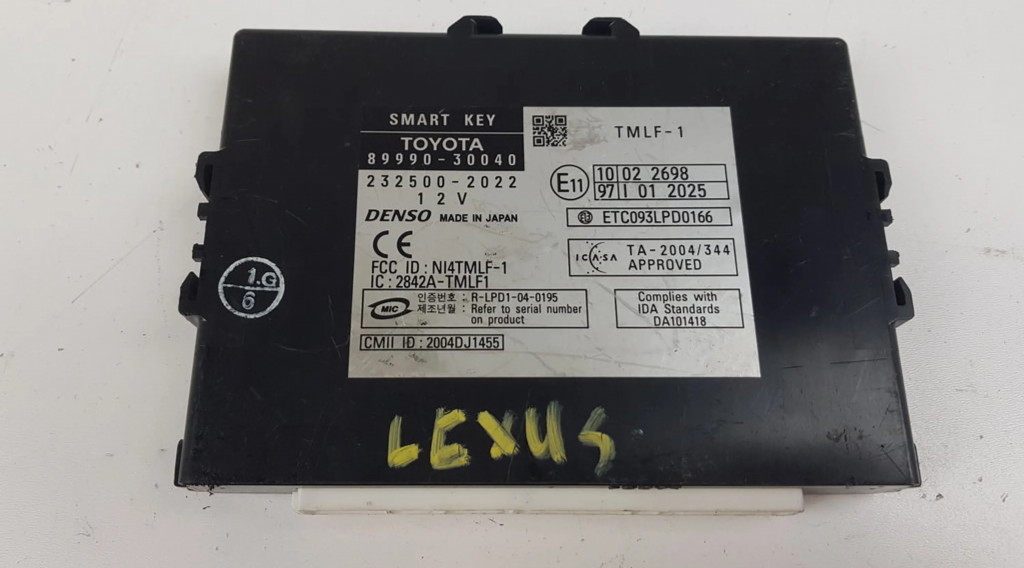 SMART KEY
TOYOTA
89990-30040
232500-2022
12V
DENSO MADE IN JAPAN
CE
FCC ID : NI4TMLF-1
IC : 2842A-TMLF1
MIC
인증번호 : R-LPD1-04-0195
제조년월 : Refer to serial number
on product
CMII ID : 2004DJ1455
TMLF-1
E11
10 02 2698
97 I 01 2025
ETC093LPD0166
ICASA
TA-2004/344
APPROVED
Complies with
IDA Standards
DA101418
1.G
6
LEXUS